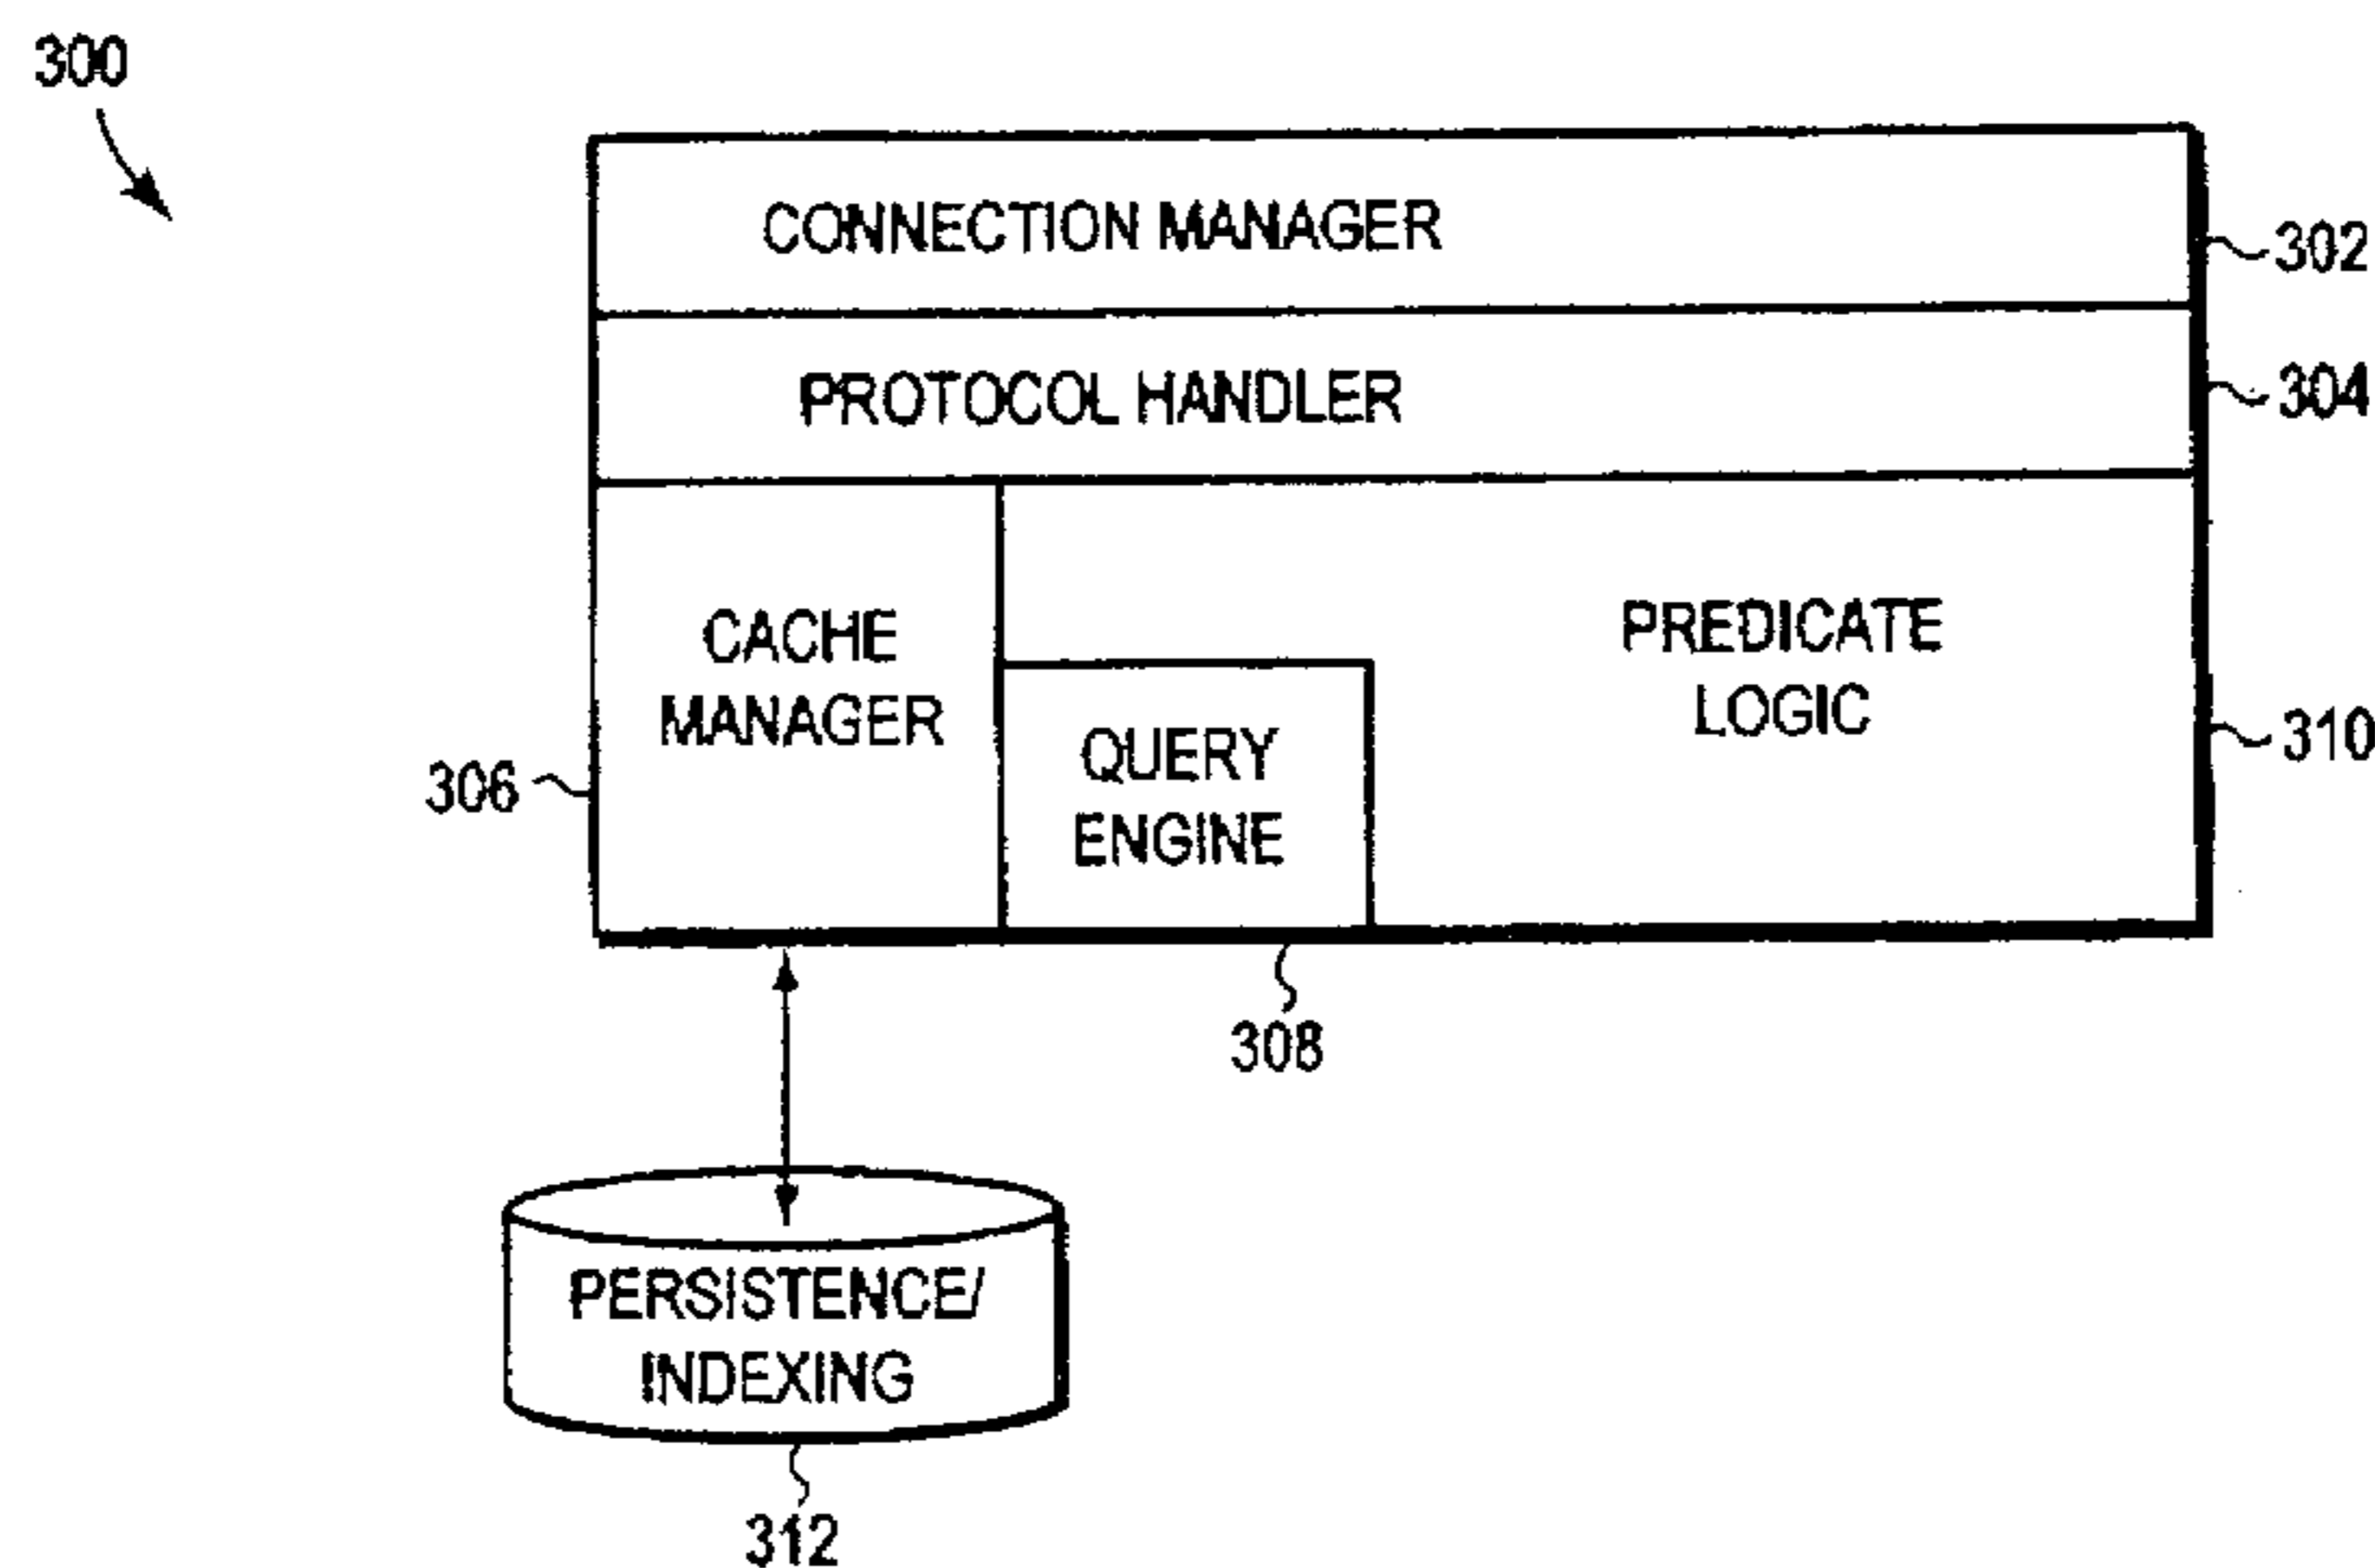 300
CONNECTION MANAGER
302
PROTOCOL HANDLER
304
CACHE
MANAGER
306
QUERY
ENGINE
308
PREDICATE
LOGIC
310
PERSISTENCE/
INDEXING
312